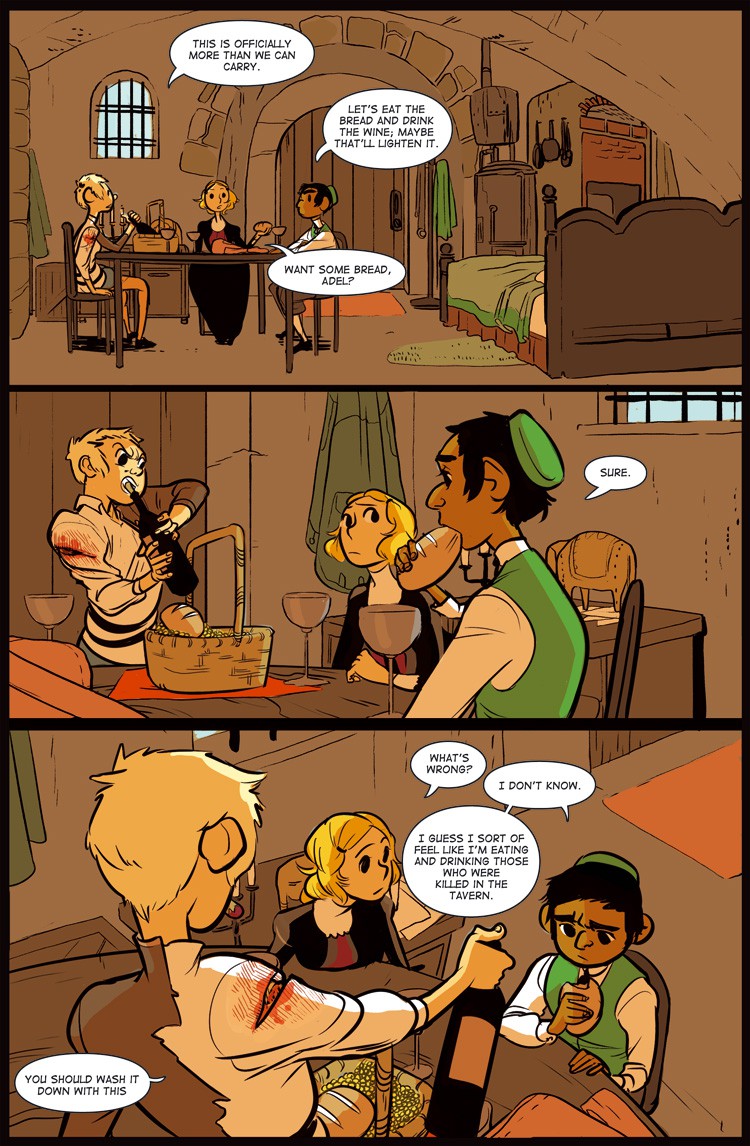 THIS IS OFFICIALLY
MORE THAN WE CAN
CARRY.
LET'S EAT THE
BREAD AND DRINK
THE WINE; MAYBE
THAT'LL LIGHTEN IT.
WANT SOME BREAD,
ADEL?
SURE.
WHAT'S
WRONG?
I DON'T KNOW.
I GUESS I SORT OF
FEEL LIKE I'M EATING
AND DRINKING THOSE
WHO WERE
KILLED IN THE
TAVERN.
YOU SHOULD WASH IT
DOWN WITH THIS